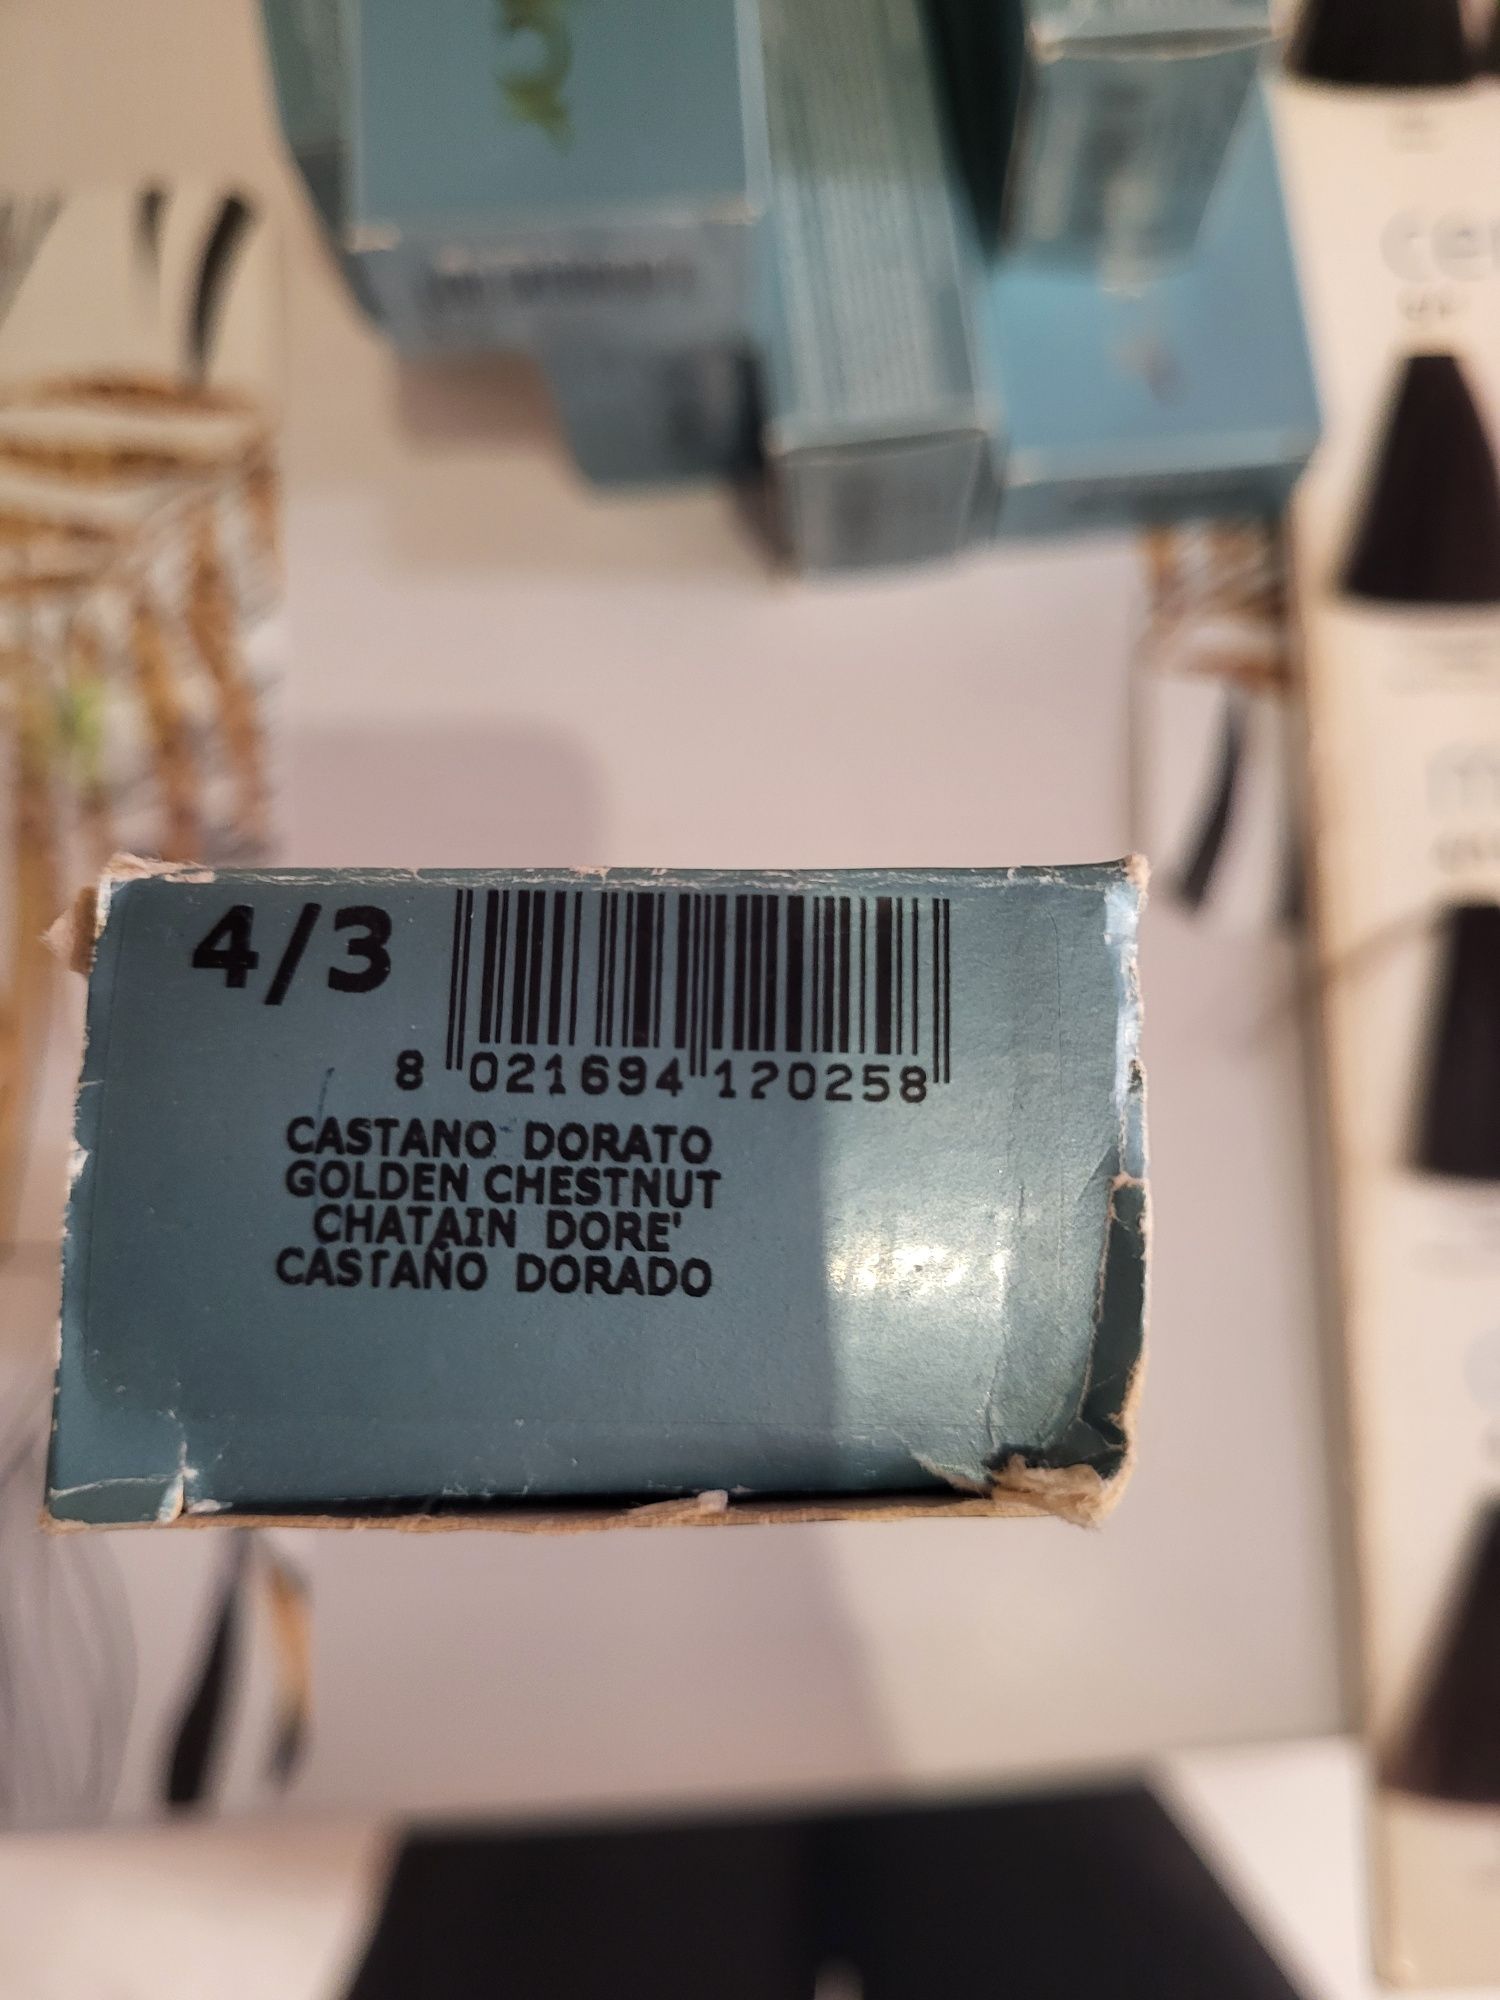 4/3
8 021694 120258
CASTANO DORATO
GOLDEN CHESTNUT
CHATAIN DORE'
CASTAÑO DORADO